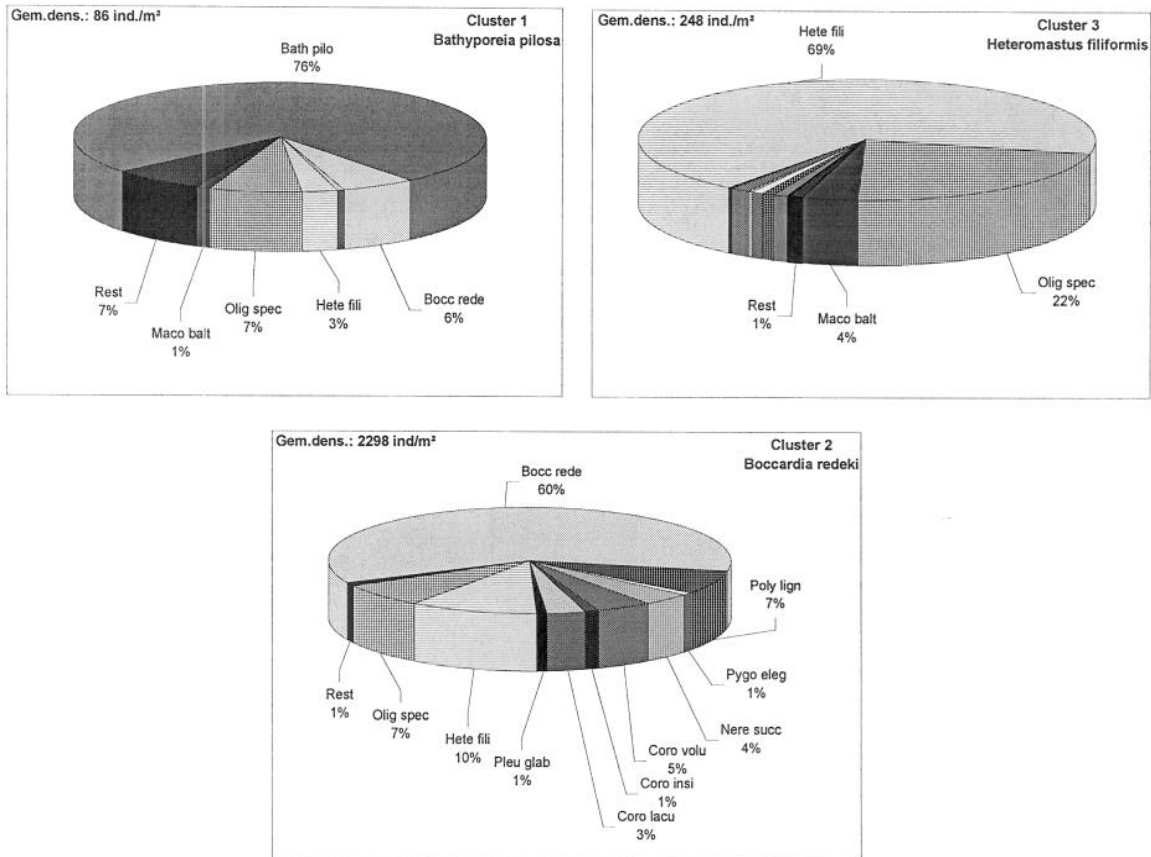 Gem.dens.: 86 ind./m²
Cluster 1
Bathyporeia pilosa
Bath pilo
76%
Rest
7%
Maco balt
1%
Olig spec
7%
Hete fili
3%
Bocc rede
6%
Gem.dens.: 248 ind./m²
Cluster 3
Heteromastus filiformis
Hete fili
69%
Rest
1%
Maco balt
4%
Olig spec
22%
Gem.dens.: 2298 ind/m²
Cluster 2
Boccardia redeki
Bocc rede
60%
Poly lign
7%
Pygo eleg
1%
Nere succ
4%
Coro volu
5%
Coro insi
1%
Coro lacu
3%
Pleu glab
1%
Hete fili
10%
Olig spec
7%
Rest
1%